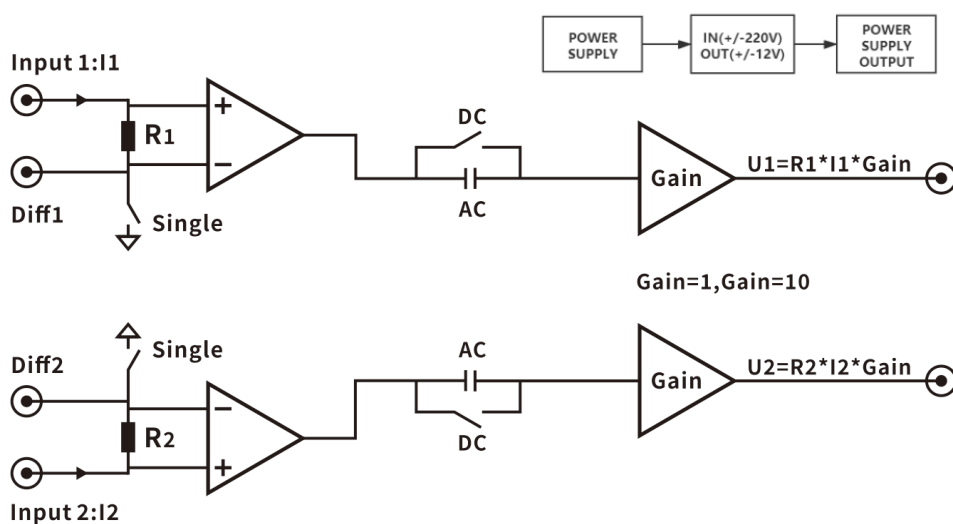 POWER
SUPPLY
IN(+/-220V)
OUT(+/-12V)
POWER
SUPPLY
OUTPUT
Input 1:I1
+
R1
−
Diff1
Single
DC
AC
Gain
U1=R1*I1*Gain
Gain=1,Gain=10
Single
Diff2
−
R2
+
Input 2:I2
AC
DC
Gain
U2=R2*I2*Gain